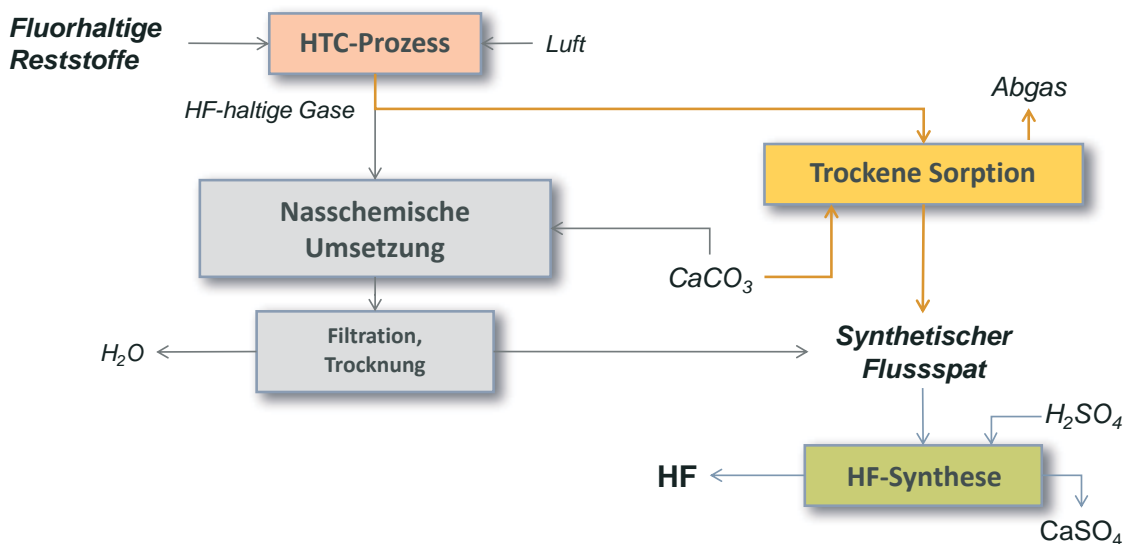 Fluorhaltige
Reststoffe
HTC-Prozess
Luft
HF-haltige Gase
Abgas
Trockene Sorption
Nasschemische
Umsetzung
CaCO₃
Filtration,
Trocknung
H₂O
Synthetischer
Flussspat
H₂SO₄
HF
HF-Synthese
CaSO₄